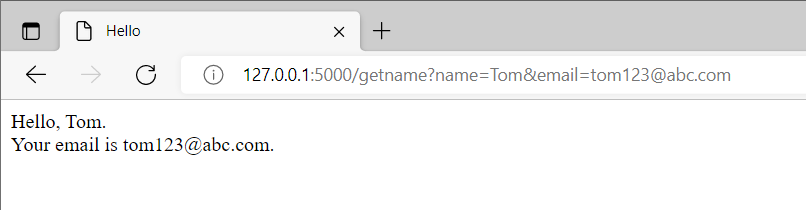 Hello
127.0.0.1:5000/getname?name=Tom&email=tom123@abc.com
Hello, Tom.
Your email is tom123@abc.com.